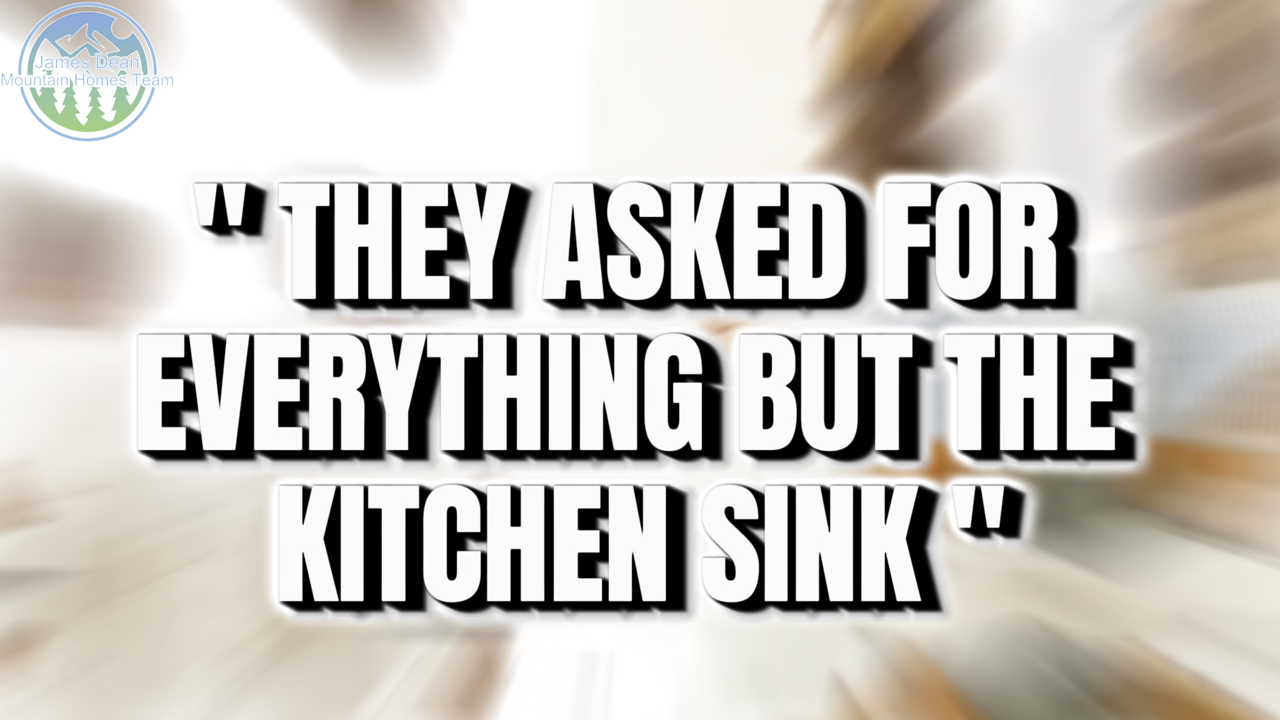 James Dean
Mountain Homes Team
" THEY ASKED FOR
EVERYTHING BUT THE
KITCHEN SINK "